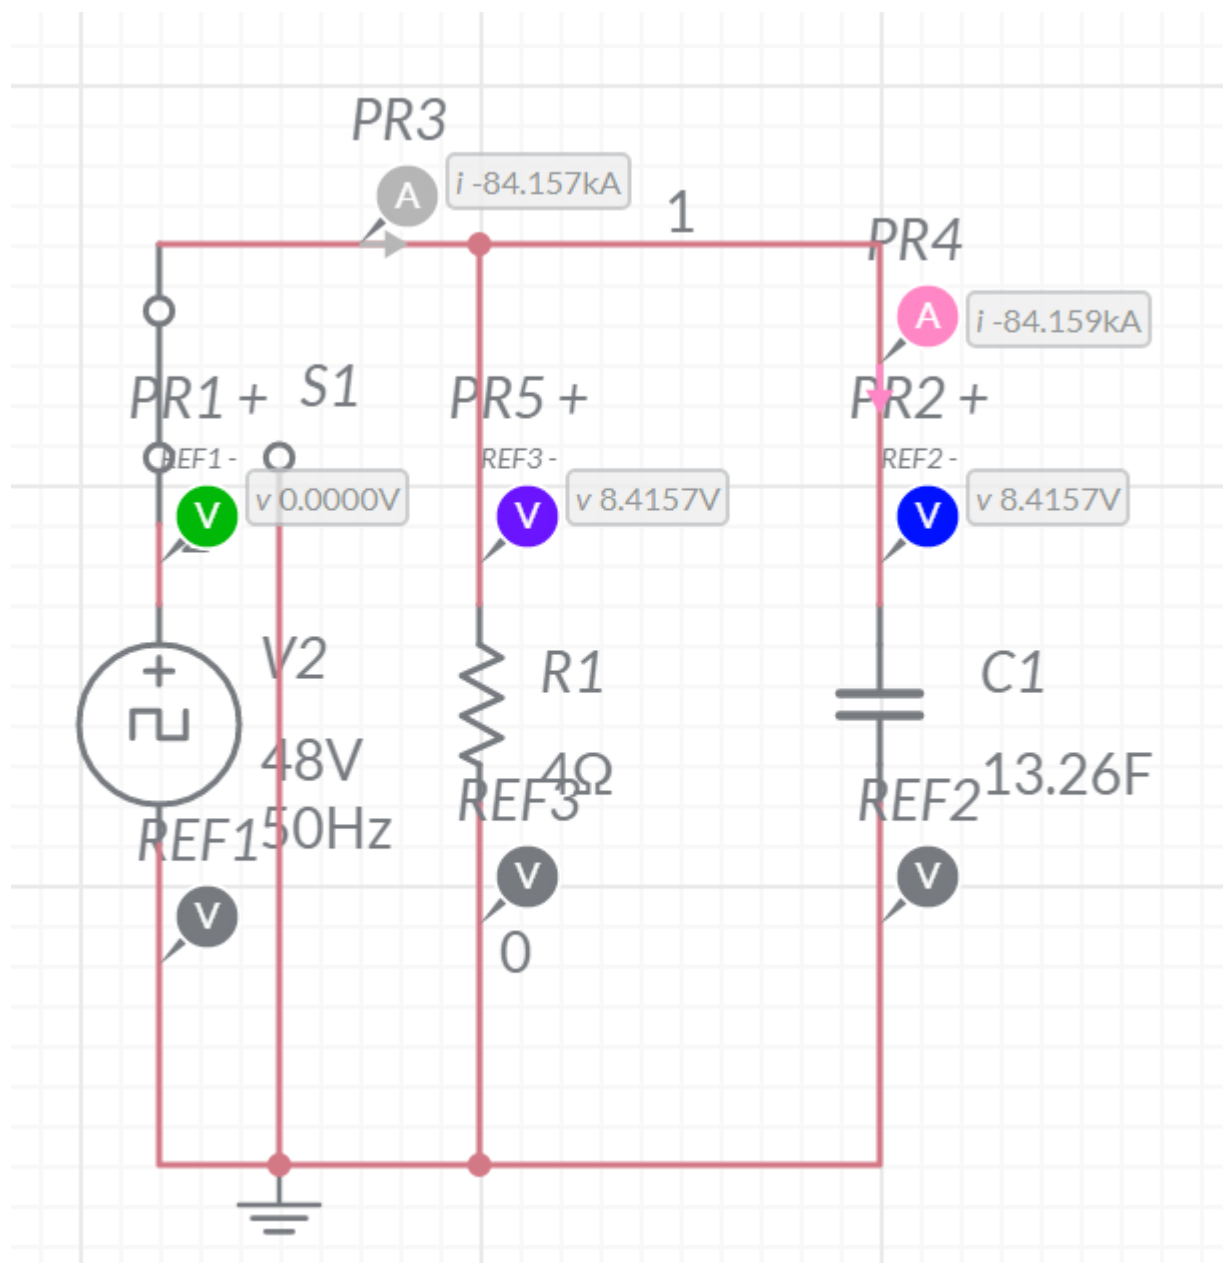 PR3
A
i -84.157kA
1
PR4
A
i -84.159kA
PR1 +
S1
PR5 +
PR2 +
REF1 -
REF3 -
REF2 -
V
v 0.0000V
V
v 8.4157V
V
v 8.4157V
V2
R1
C1
48V
4Ω
13.26F
REF3
REF2
50Hz
REF1
V
V
V
0